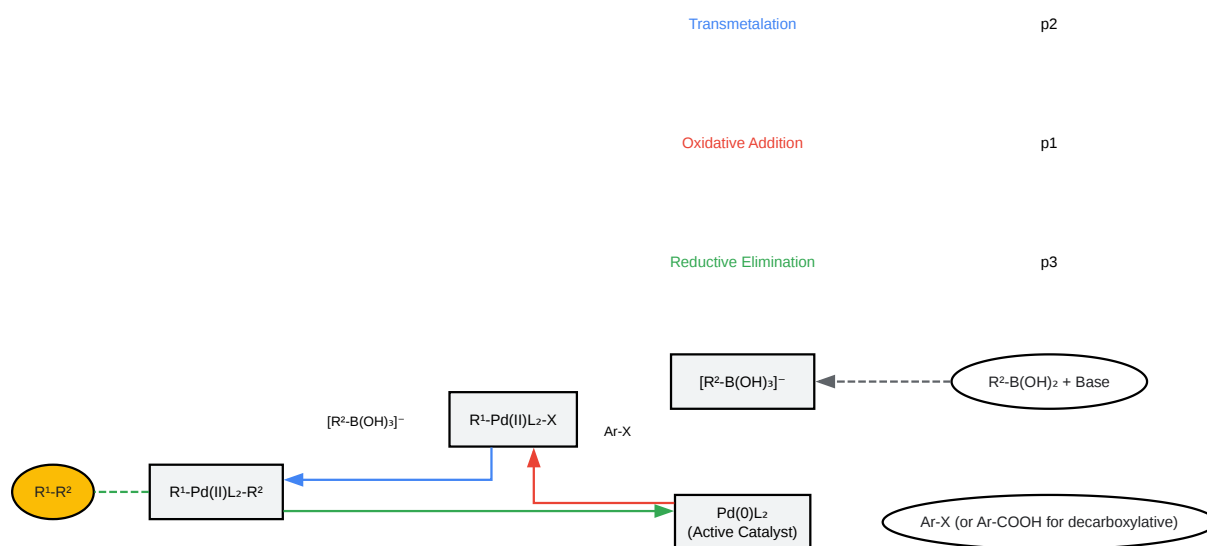 Transmetalation
p2
Oxidative Addition
p1
Reductive Elimination
p3
[R²-B(OH)₃]⁻
R²-B(OH)₂ + Base
[R²-B(OH)₃]⁻
R¹-Pd(II)L₂-X
Ar-X
R¹-R²
R¹-Pd(II)L₂-R²
Pd(0)L₂
(Active Catalyst)
Ar-X (or Ar-COOH for decarboxylative)